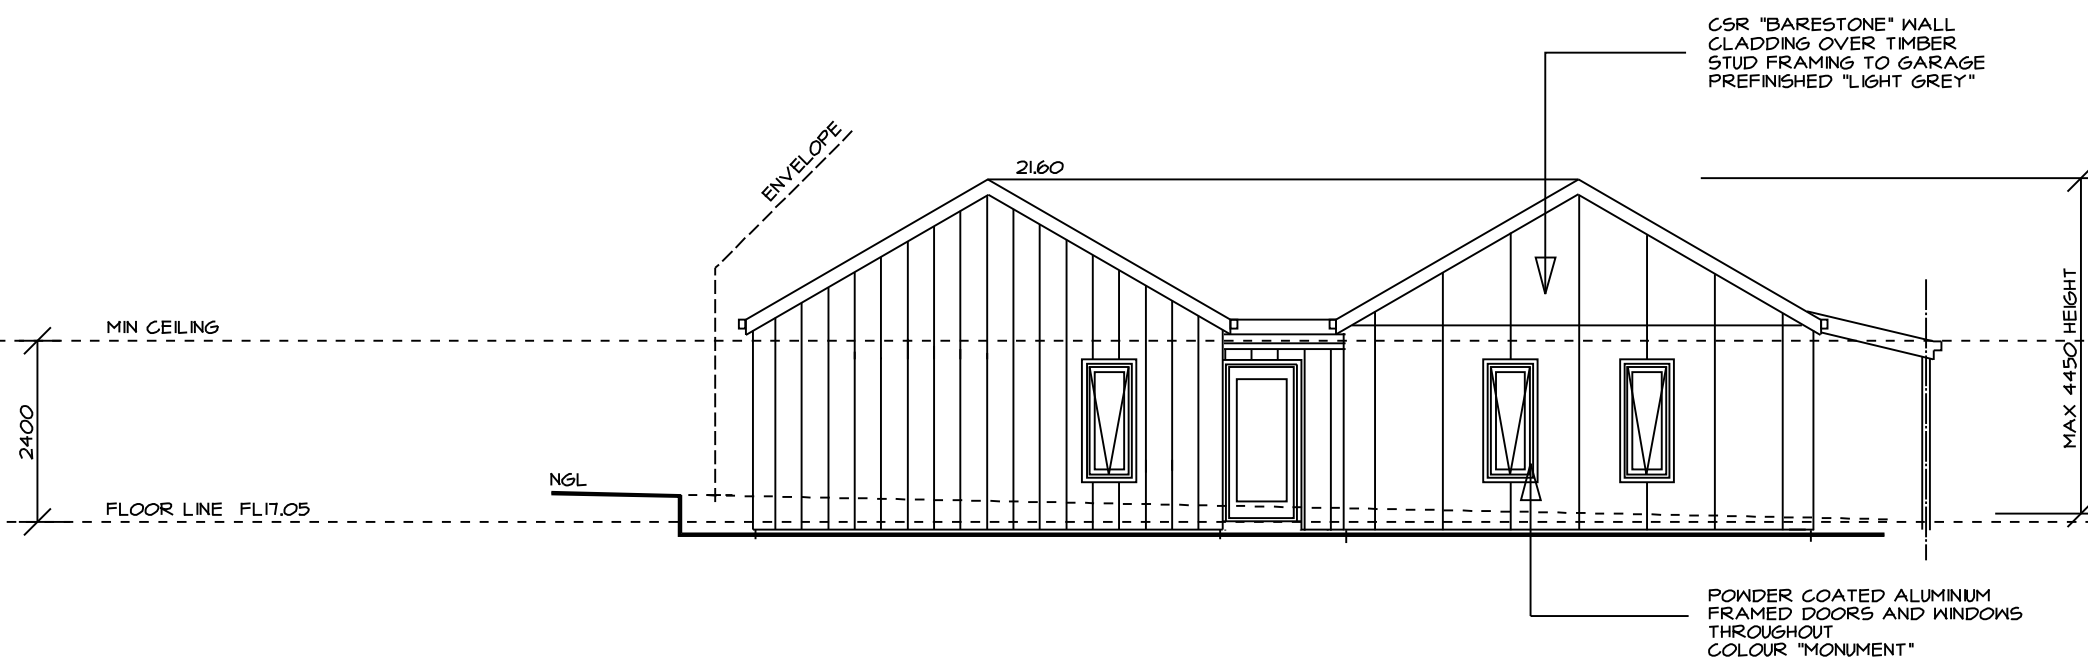 CSR "BARESTONE" WALL
CLADDING OVER TIMBER
STUD FRAMING TO GARAGE
PREFINISHED "LIGHT GREY"
ENVELOPE
21.60
MAX 4450 HEIGHT
MIN CEILING
2400
NGL
FLOOR LINE FL17.05
POWDER COATED ALUMINIUM
FRAMED DOORS AND WINDOWS
THROUGHOUT
COLOUR "MONUMENT"